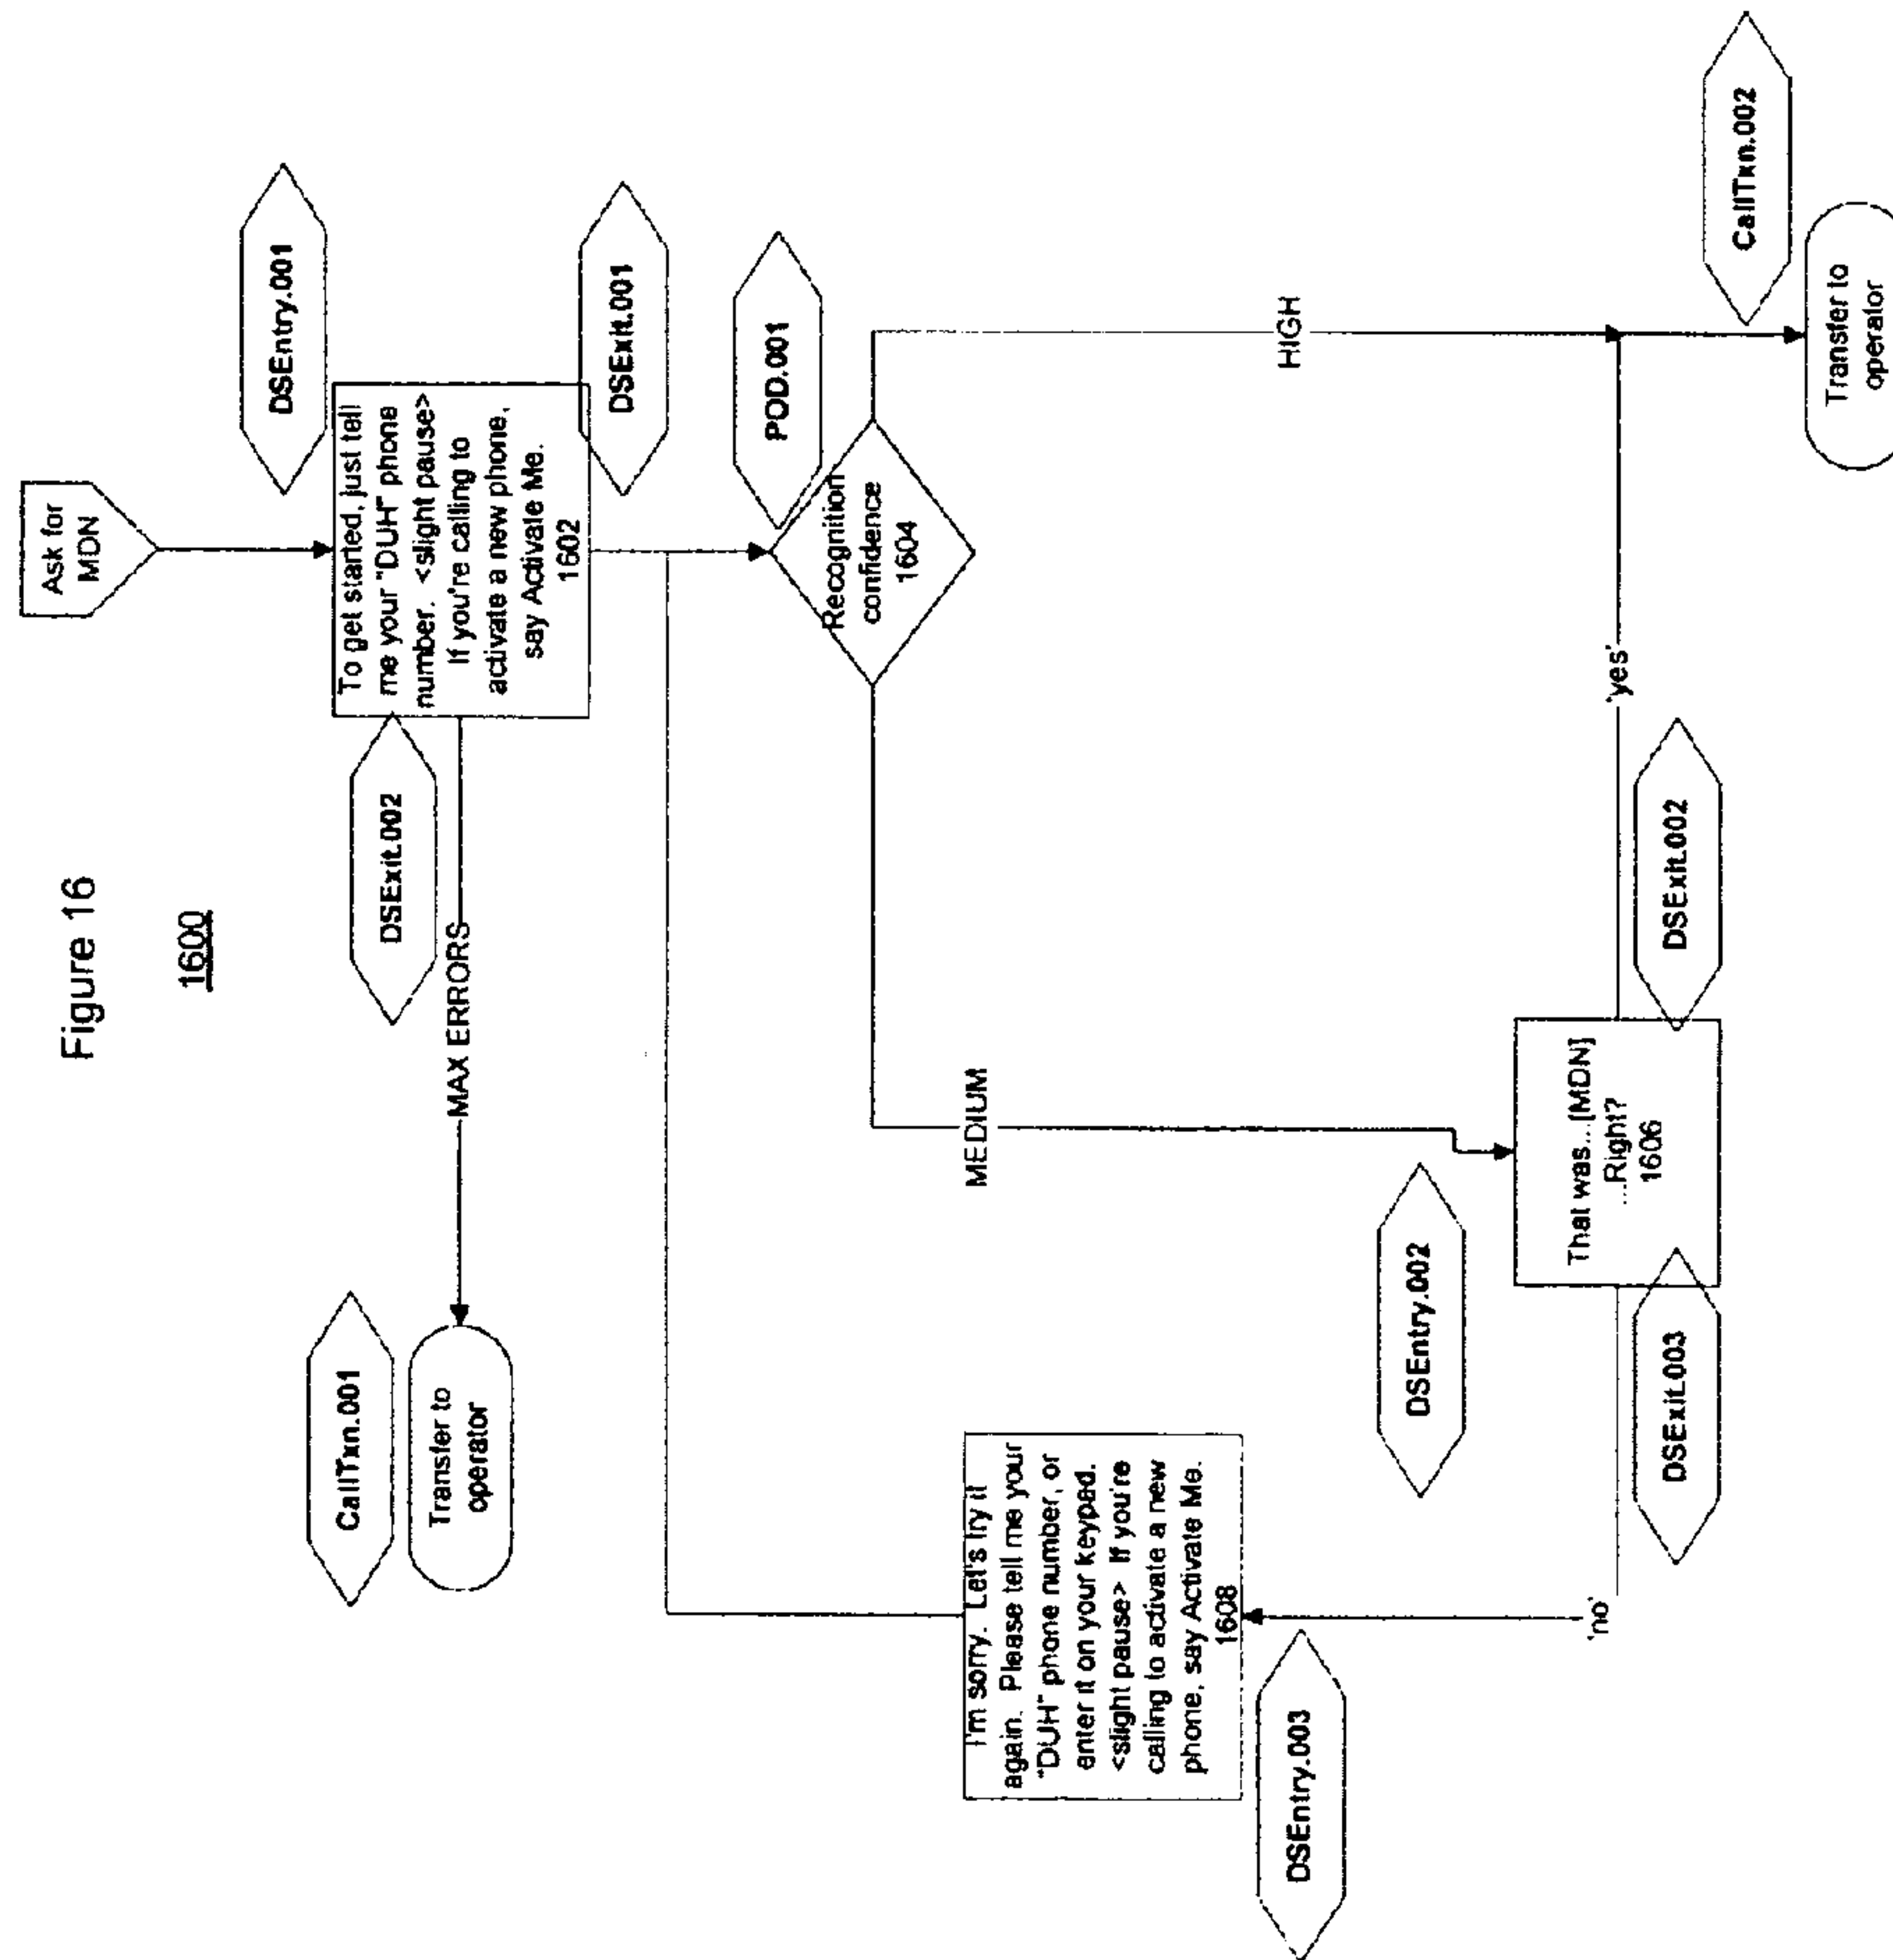 Figure 16
1600
Ask for
MDN
DSEntry.001
To get started, just tell
me your "DUH" phone
number. <slight pause>
If you're calling to
activate a new phone,
say Activate Me.
1602
DSExit.002
DSExit.001
MAX ERRORS
CallTxn.001
Transfer to
operator
POD.001
Recognition
confidence
1604
MEDIUM
HIGH
I'm sorry. Let's try it
again. Please tell me your
"DUH" phone number, or
enter it on your keypad.
<slight pause> If you're
calling to activate a new
phone, say Activate Me.
1608
DSEntry.003
DSEntry.002
That was...[MDN]
...Right?
1606
DSExit.003
DSExit.002
'no'
'yes'
CallTxn.002
Transfer to
operator